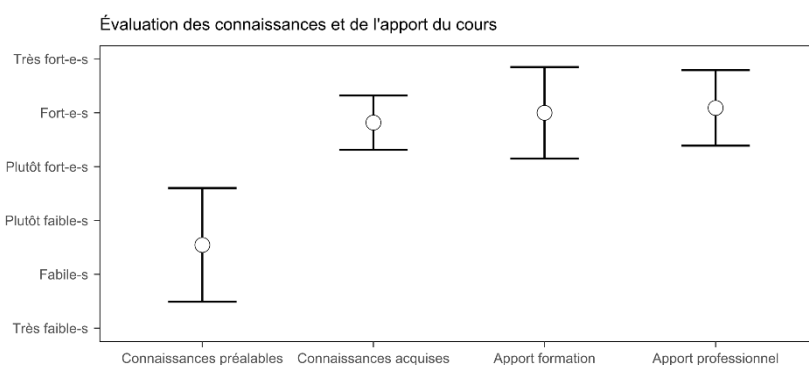 Évaluation des connaissances et de l'apport du cours
Très fort-e-s
Fort-e-s
Plutôt fort-e-s
Plutôt faible-s
Fabile-s
Très faible-s
Connaissances préalables Connaissances acquises Apport formation Apport professionnel